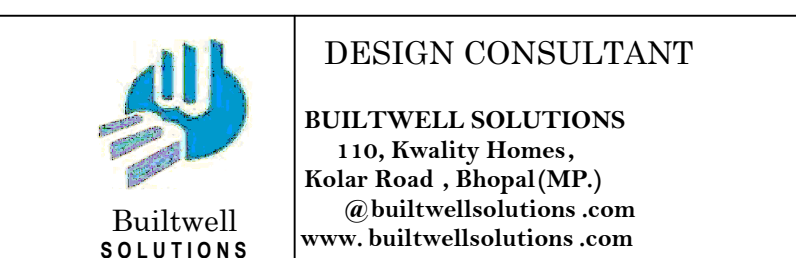 DESIGN CONSULTANT
BUILTWELL SOLUTIONS
110, Kwality Homes,
Kolar Road , Bhopal(MP.)
@builtwellsolutions .com
www. builtwellsolutions .com
Builtwell
SOLUTIONS